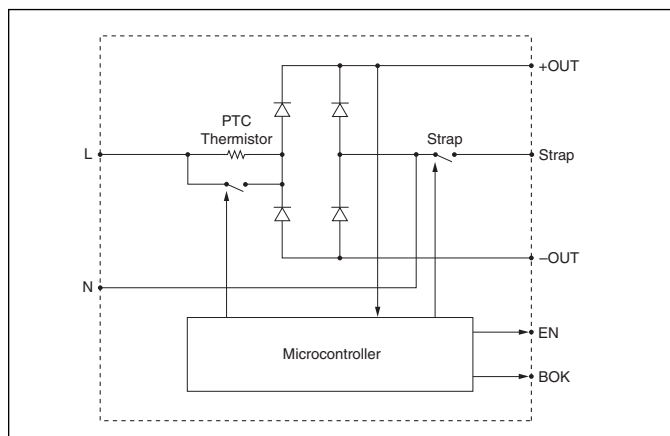 +OUT
PTC
Thermistor
Strap
L
Strap
−OUT
N
EN
Microcontroller
BOK